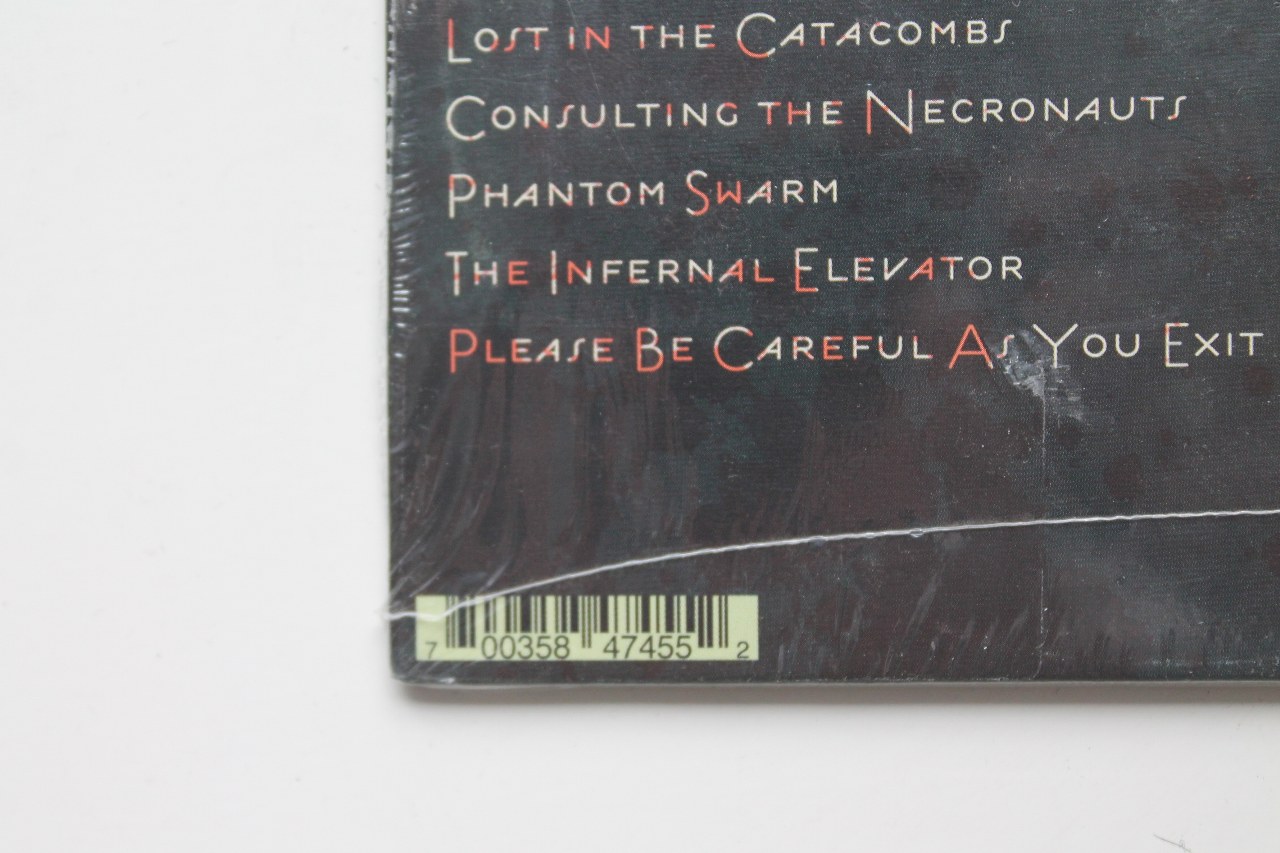 Lost in the Catacombs
Consulting the Necronauts
Phantom Swarm
The Infernal Elevator
Please Be Careful As You Exit
7 00358 47455 2